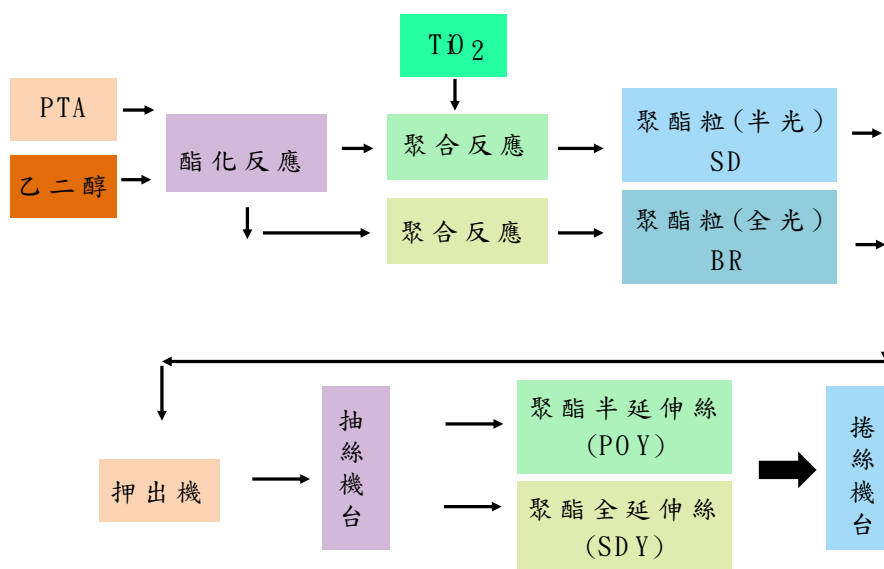 TiO2
PTA
乙二醇
酯化反應
聚合反應
聚合反應
聚酯粒(半光)
SD
聚酯粒(全光)
BR
押出機
抽絲機台
聚酯半延伸絲
(POY)
聚酯全延伸絲
(SDY)
捲絲機台